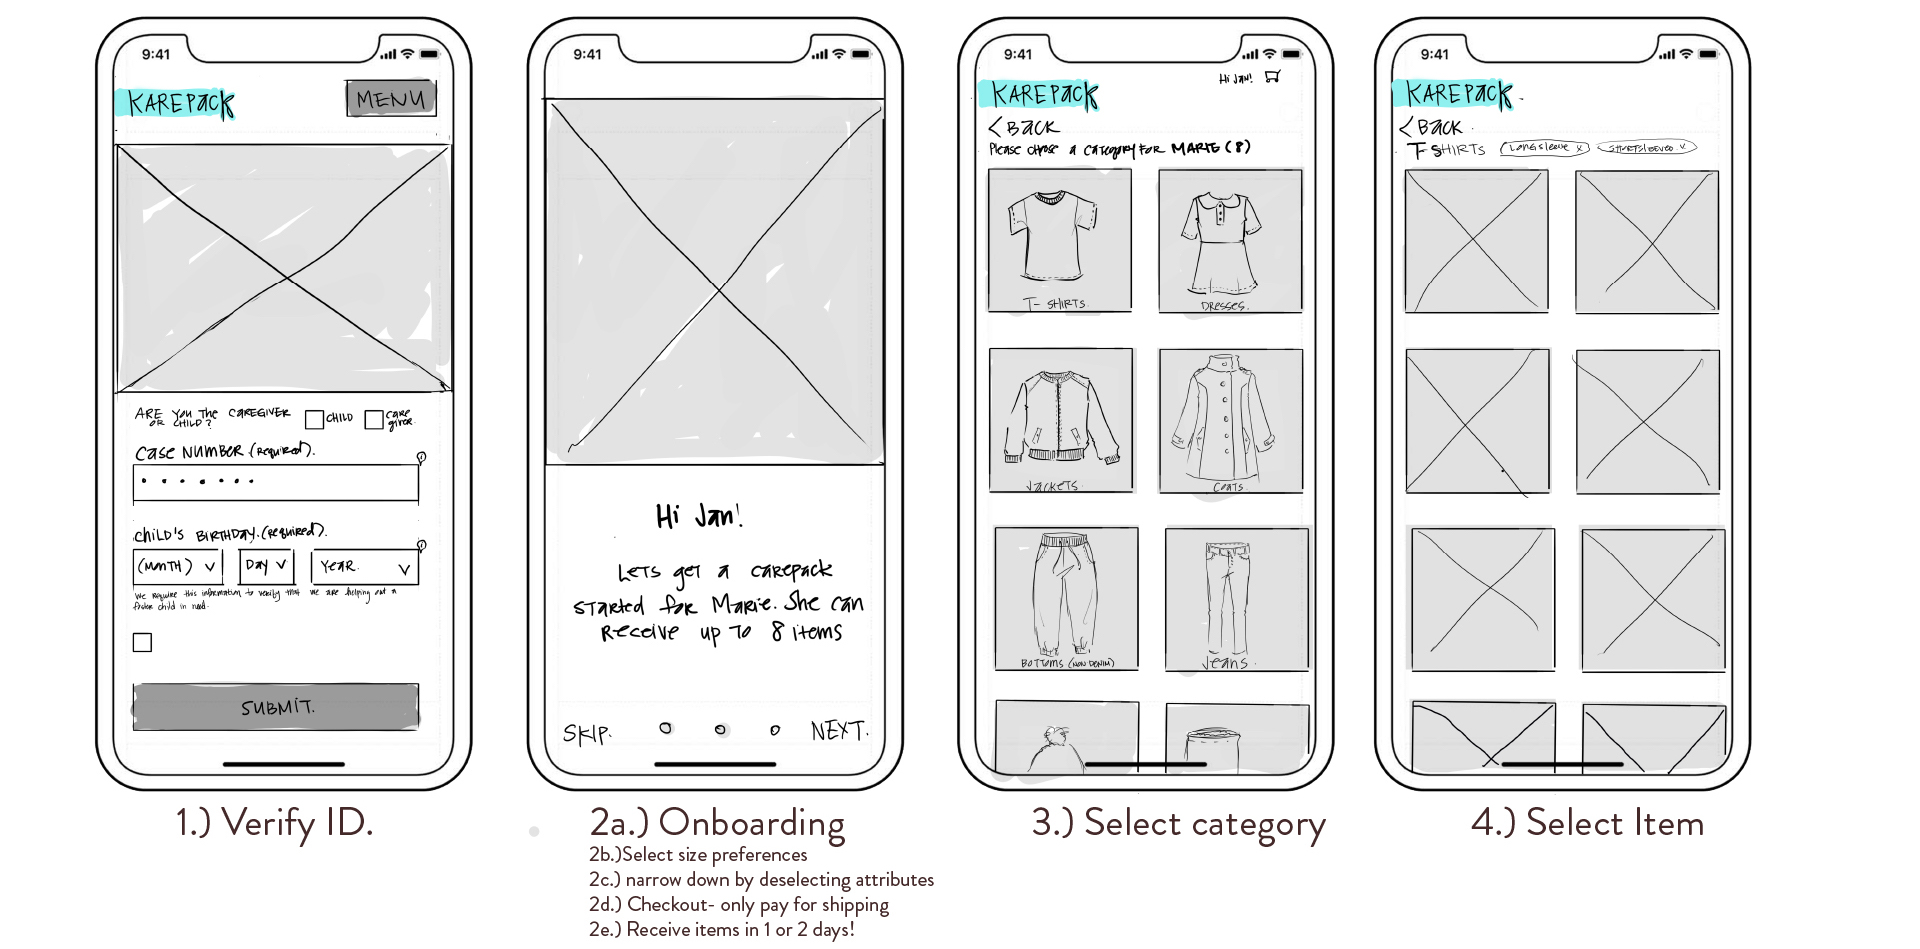 9:41
KAREPACK
MENU
ARE YOU THE CAREGIVER
OR CHILD?
CHILD
CARE
giver
CASE NUMBER (required).
CHILD'S BIRTHDAY. (required).
(MONTH)
DAY
YEAR.
We require this information to verify that we are helping out a
foster child in need.
SUBMIT.
1.) Verify ID.
9:41
Hi Jan!
LETS get a carepack
started for Marie. She can
receive up TO 8 items
SKIP.
NEXT.
2a.) Onboarding
2b.)Select size preferences
2c.) narrow down by deselecting attributes
2d.) Checkout- only pay for shipping
2e.) Receive items in 1 or 2 days!
9:41
Hi Jan!
KAREPACK
< BACK
Please chose a category for MARIE (8)
T- SHIRTS.
DRESSES.
JACKETS.
COATS.
BOTTOMS (NON DENIM)
Jeans.
3.) Select category
9:41
KAREPACK.
< BACK.
T-SHIRTS
Longsleeve x
SHORTSLEEVED x
4.) Select Item